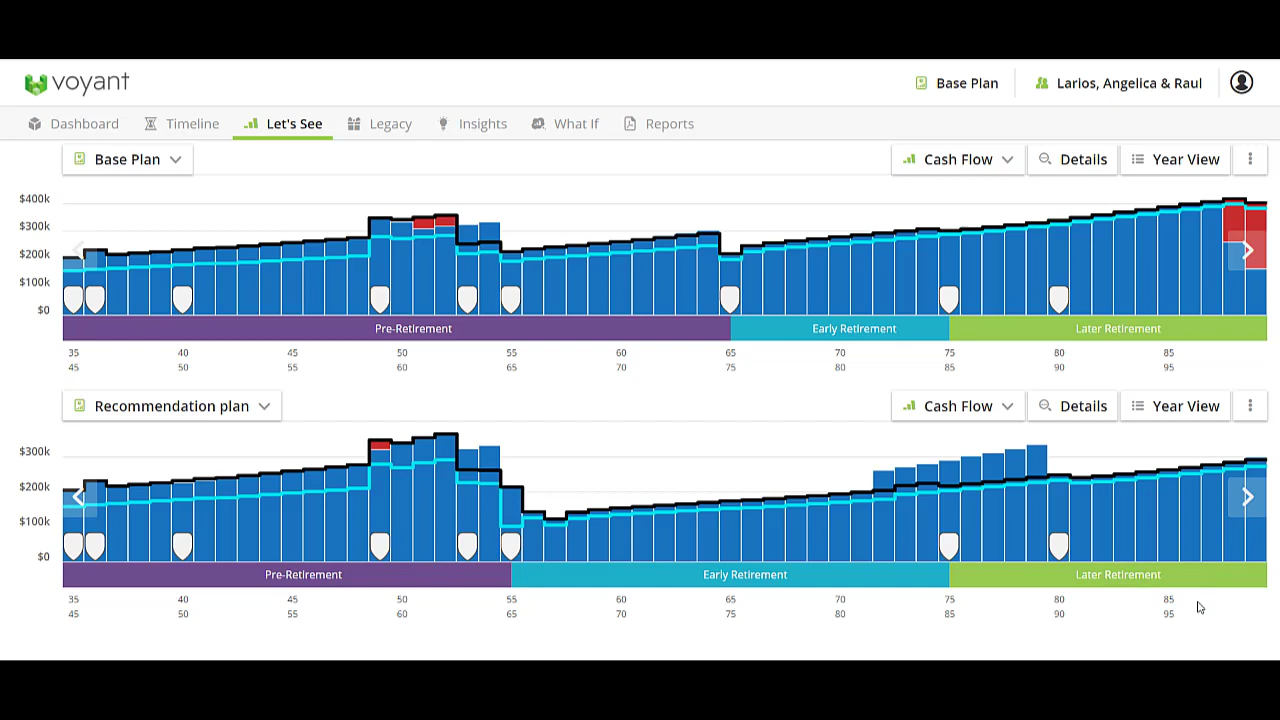 voyant
Base Plan
Larios, Angelica & Raul
Dashboard
Timeline
Let's See
Legacy
Insights
What If
Reports
Base Plan
Cash Flow
Details
Year View
$400k
$300k
$200k
$100k
$0
Pre-Retirement
Early Retirement
Later Retirement
35 40 45 50 55 60 65 70 75 80 85
45 50 55 60 65 70 75 80 85 90 95
Recommendation plan
Cash Flow
Details
Year View
$300k
$200k
$100k
$0
Pre-Retirement
Early Retirement
Later Retirement
35 40 45 50 55 60 65 70 75 80 85
45 50 55 60 65 70 75 80 85 90 95